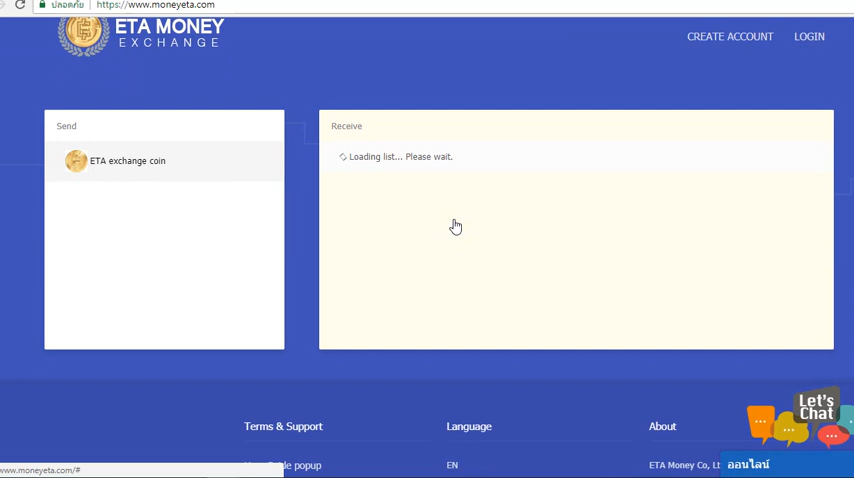 ปลอดภัย https://www.moneyeta.com
ETA MONEY
EXCHANGE
CREATE ACCOUNT LOGIN
Send
Receive
ETA exchange coin
Loading list... Please wait.
Let's
Chat
Terms & Support
Language
About
popup
EN
ETA Money Co,
ออนไลน์
www.moneyeta.com/#